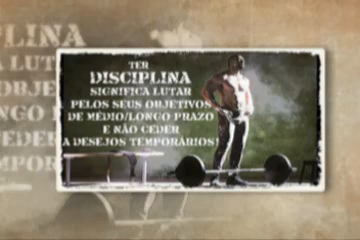 TER
DISCIPLINA
SIGNIFICA LUTAR
PELOS SEUS OBJETIVOS
DE MÉDIO/LONGO PRAZO
E NÃO CEDER
A DESEJOS TEMPORÁRIOS!